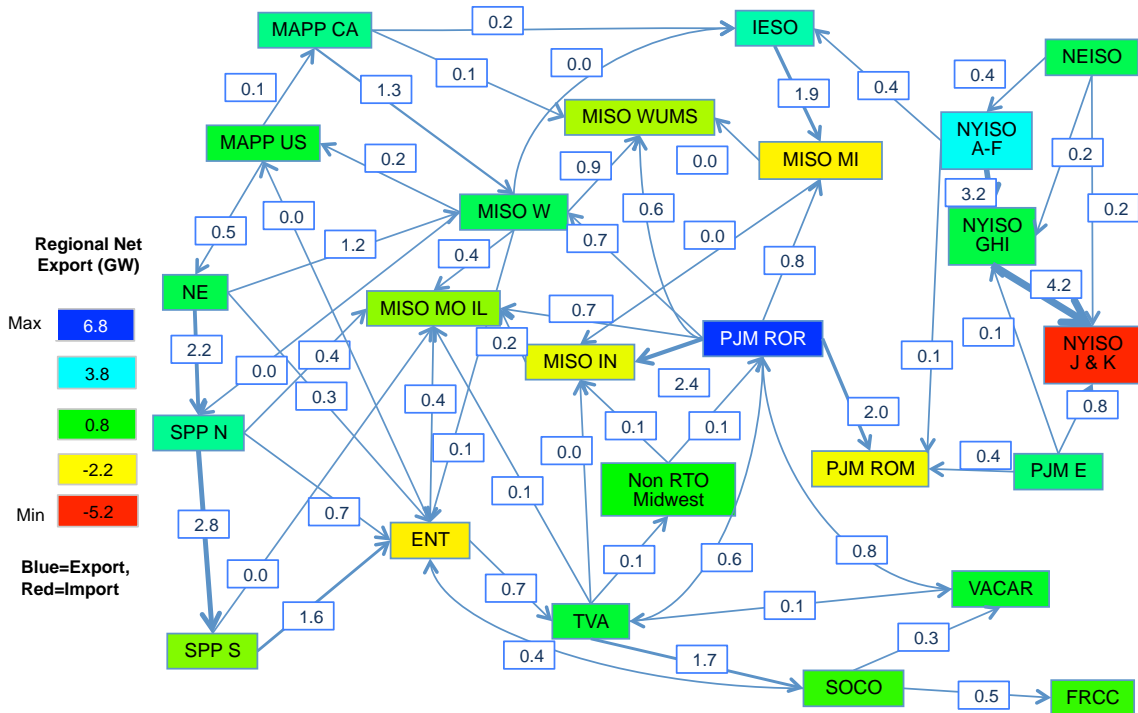 MAPP CA
0.2
IESO
NEISO
0.1
0.0
0.4
0.1
1.3
1.9
0.4
MISO WUMS
NYISO
A-F
MAPP US
0.2
0.9
0.0
MISO MI
0.2
3.2
MISO W
0.6
0.2
0.0
0.5
1.2
0.7
0.0
NYISO
GHI
Regional Net
Export (GW)
0.4
0.8
4.2
NE
MISO MO IL
0.7
Max
6.8
PJM ROR
0.1
NYISO
J & K
2.2
0.4
0.2
MISO IN
0.1
3.8
0.0
2.4
0.3
0.4
0.8
0.8
SPP N
2.0
0.1
0.1
0.1
0.0
0.4
-2.2
PJM ROM
PJM E
Non RTO
Midwest
0.1
Min
-5.2
2.8
0.7
ENT
0.1
0.6
0.8
Blue=Export,
Red=Import
0.0
0.7
VACAR
1.6
TVA
0.1
SPP S
0.3
0.4
1.7
SOCO
0.5
FRCC